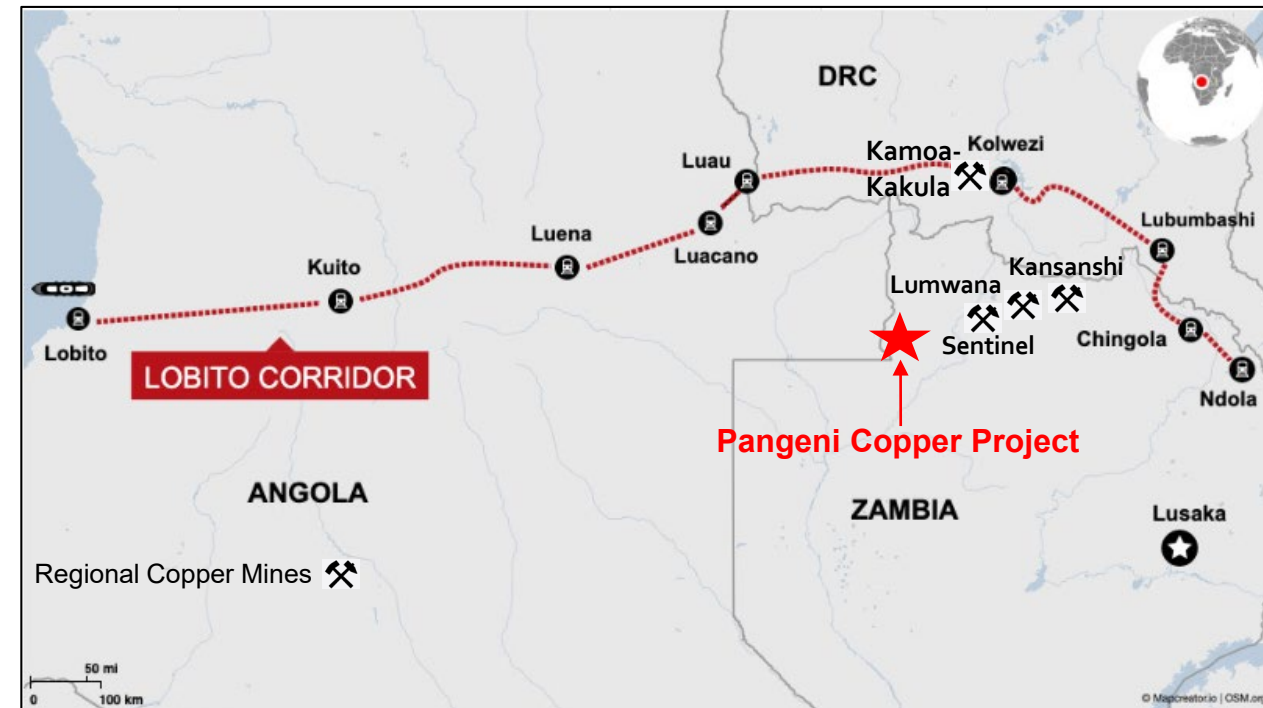 DRC
Kamoa-
Kakula
Kolwezi
Luau
Lubumbashi
Luena
Luacano
Kuito
Kansanshi
Lumwana
Sentinel
Chingola
Lobito
LOBITO CORRIDOR
Ndola
Pangeni Copper Project
ANGOLA
ZAMBIA
Lusaka
Regional Copper Mines
50 mi
0
100 km
© Mapcreator.io | OSM.org